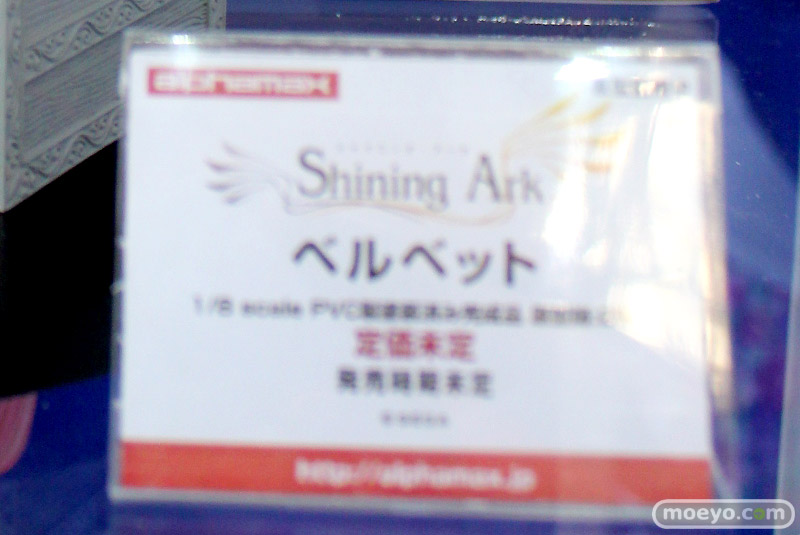 alphamax
Shining Ark
ベルベット
1/8 scale PVC製塗装済み完成品
定価未定
発売時期未定
http://alphamax.jp
moeyo.com